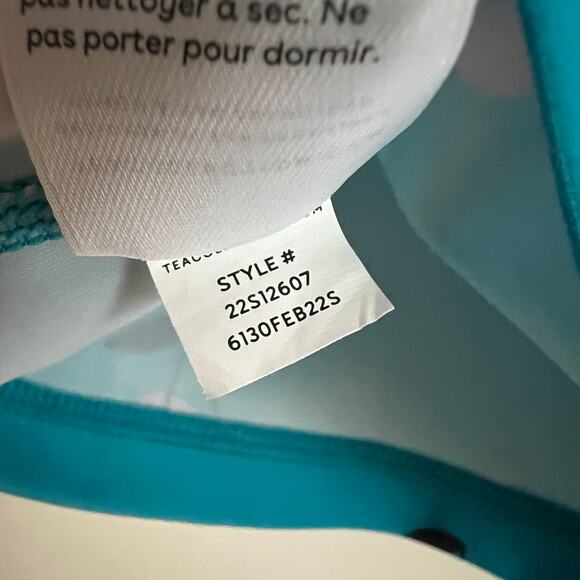 pas nettoyer à sec. Ne
pas porter pour dormir.
STYLE #
22S12607
6130FEB22S